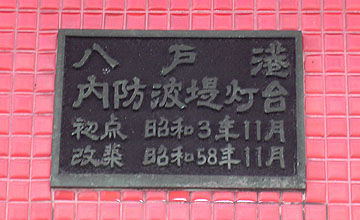 八戸港
内防波堤灯台
初点 昭和3年11月
改築 昭和58年11月